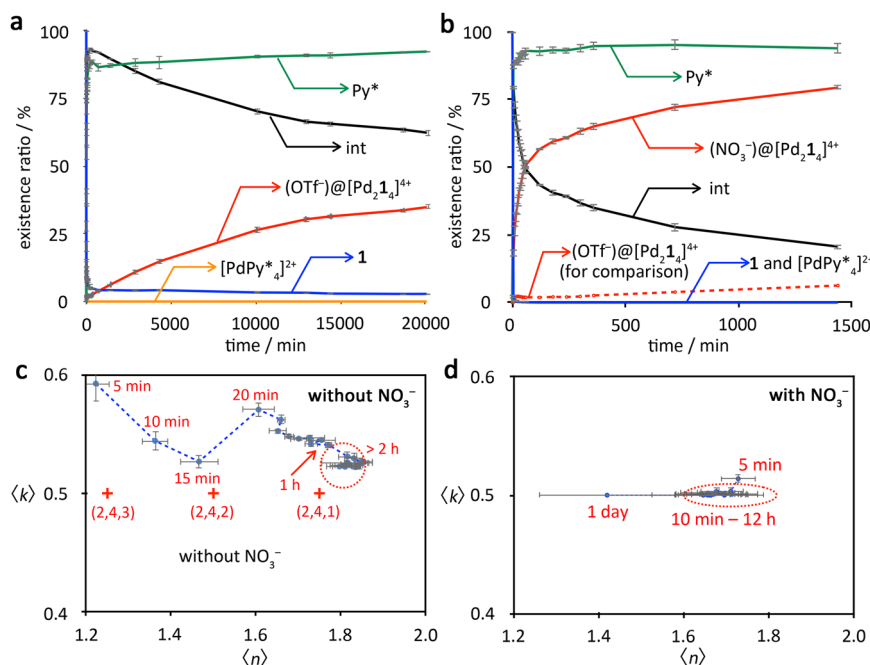 a
existence ratio / %
100
75
50
25
0
Py*
int
(OTf⁻)@[Pd₂1₄]⁴⁺
[PdPy*₄]²⁺
1
0
5000
10000
15000
20000
time / min
b
existence ratio / %
100
75
50
25
0
Py*
(NO₃⁻)@[Pd₂1₄]⁴⁺
int
(OTf⁻)@[Pd₂1₄]⁴⁺
(for comparison)
1 and [PdPy*₄]²⁺
0
500
1000
1500
time / min
c
⟨k⟩
0.6
0.5
0.4
without NO₃⁻
5 min
10 min
15 min
20 min
1 h
> 2 h
(2,4,3)
(2,4,2)
(2,4,1)
without NO₃⁻
1.2
1.4
1.6
1.8
2.0
⟨n⟩
d
⟨k⟩
0.6
0.5
0.4
with NO₃⁻
5 min
1 day
10 min – 12 h
1.2
1.4
1.6
1.8
2.0
⟨n⟩